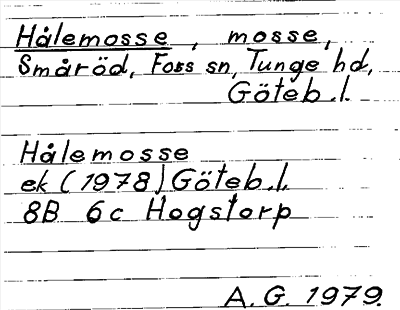 Hålemosse, mosse,
Småröd, Foss sn, Tunge hd,
Göteb.l.
Hålemosse
ek (1978) Göteb.l.
8B 6c Hogstorp
A.G. 1979.